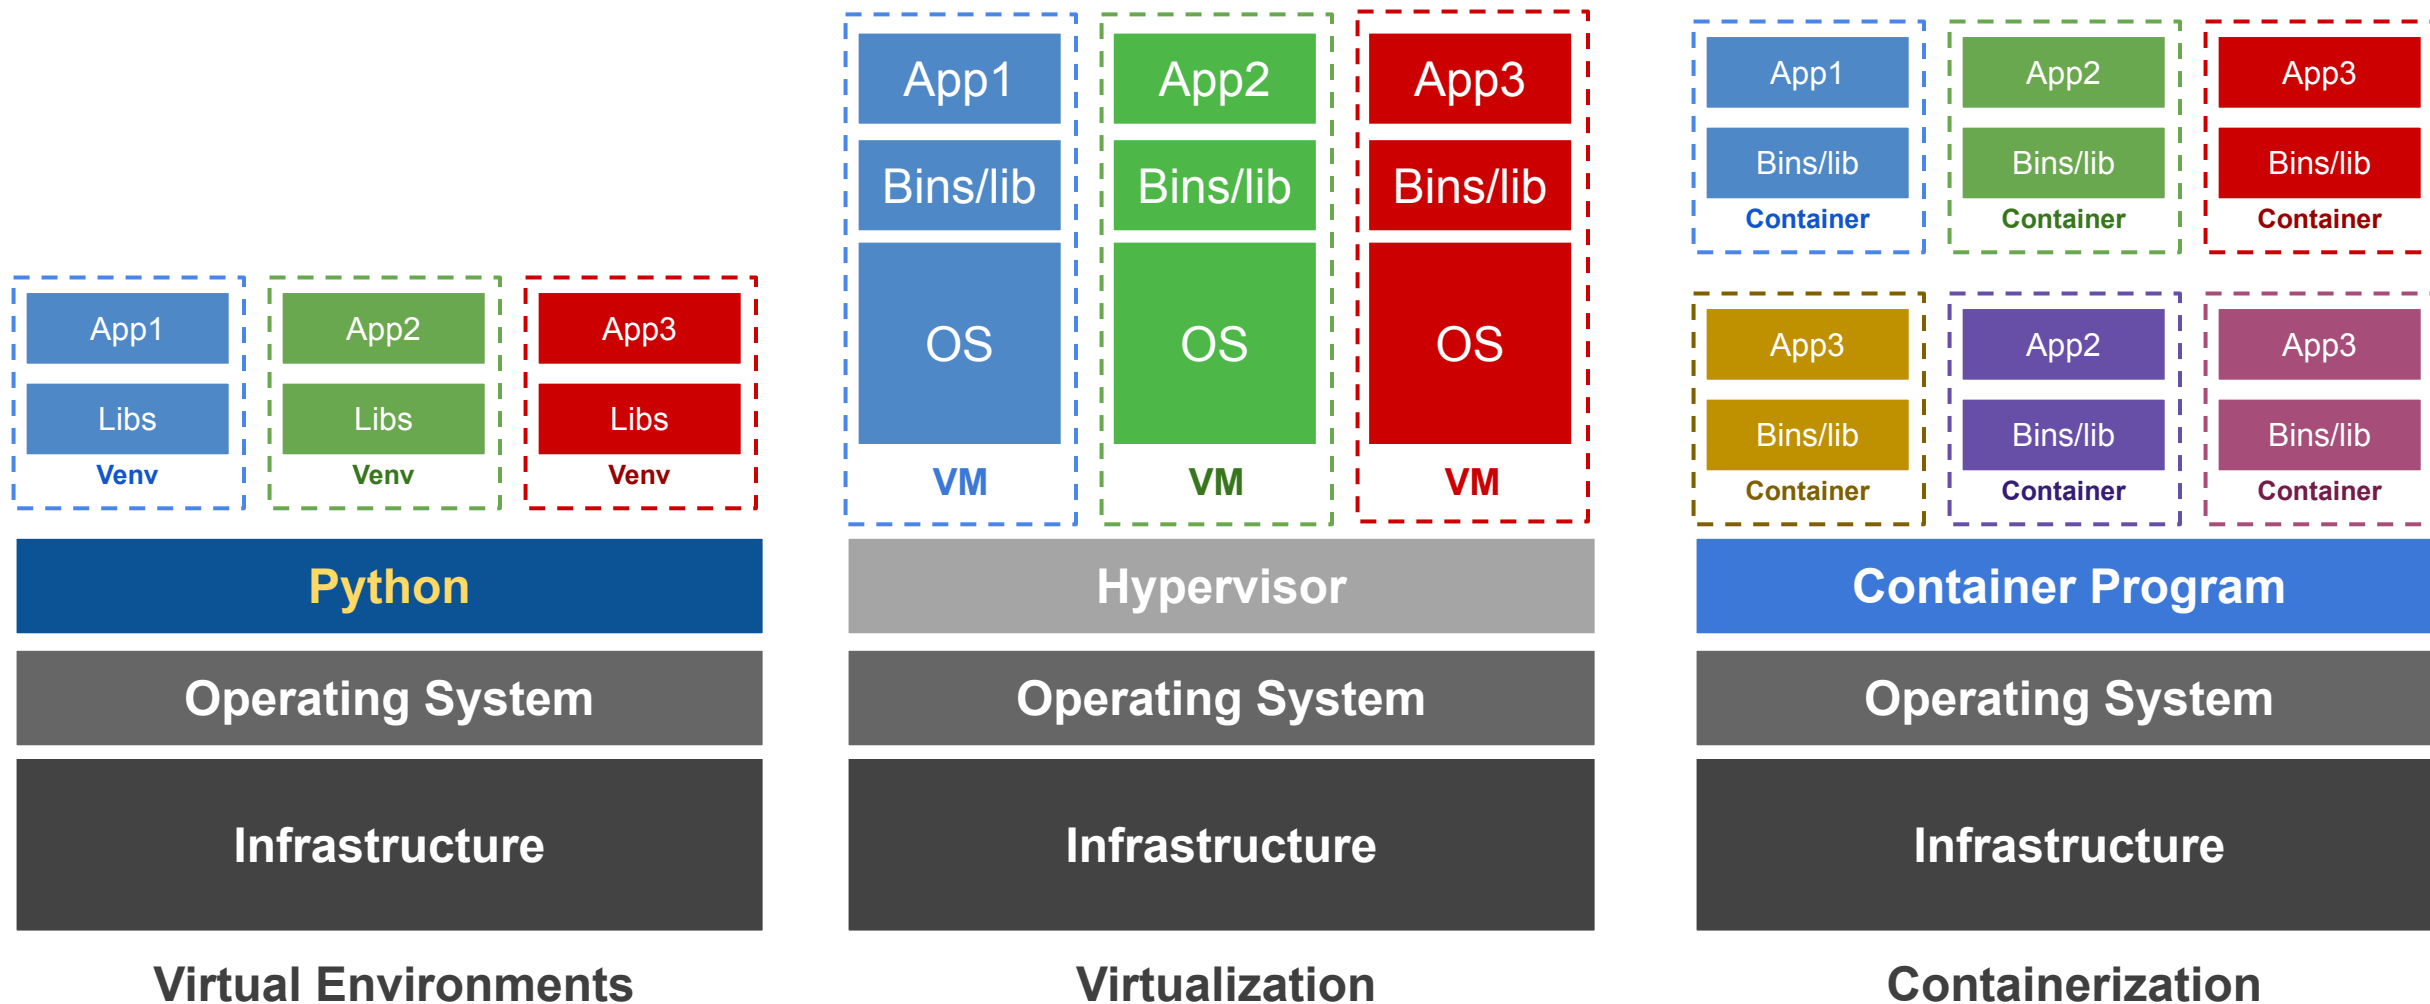 App1
App2
App3
Libs
Libs
Libs
Venv
Venv
Venv
Python
Operating System
Infrastructure
Virtual Environments
App1
App2
App3
Bins/lib
Bins/lib
Bins/lib
OS
OS
OS
VM
VM
VM
Hypervisor
Operating System
Infrastructure
Virtualization
App1
App2
App3
Bins/lib
Bins/lib
Bins/lib
Container
Container
Container
App3
App2
App3
Bins/lib
Bins/lib
Bins/lib
Container
Container
Container
Container Program
Operating System
Infrastructure
Containerization